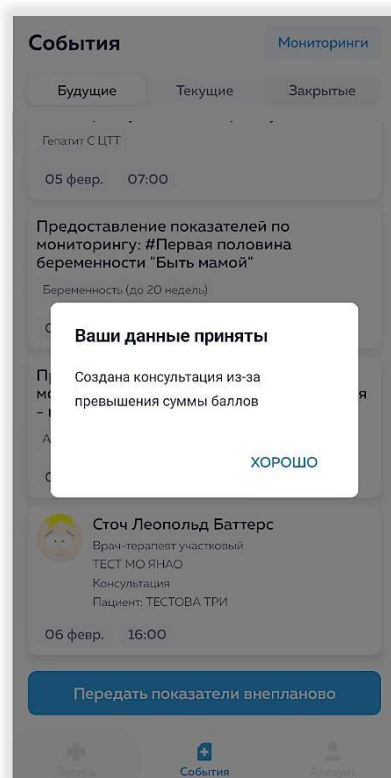 События
Мониторинги
Будущие
Текущие
Закрытые
Гепатит С ЦТТ
05 февр. 07:00
Предоставление показателей по
мониторингу: #Первая половина
беременности "Быть мамой"
Беременность (до 20 недель)
Ваши данные приняты
Создана консультация из-за
превышения суммы баллов
ХОРОШО
Сточ Леопольд Баттерс
Врач-терапевт участковый
ТЕСТ МО ЯНАО
Консультация
Пациент: ТЕСТОВА ТРИ
06 февр. 16:00
Передать показатели внепланово
Запись
События
Аккаунт